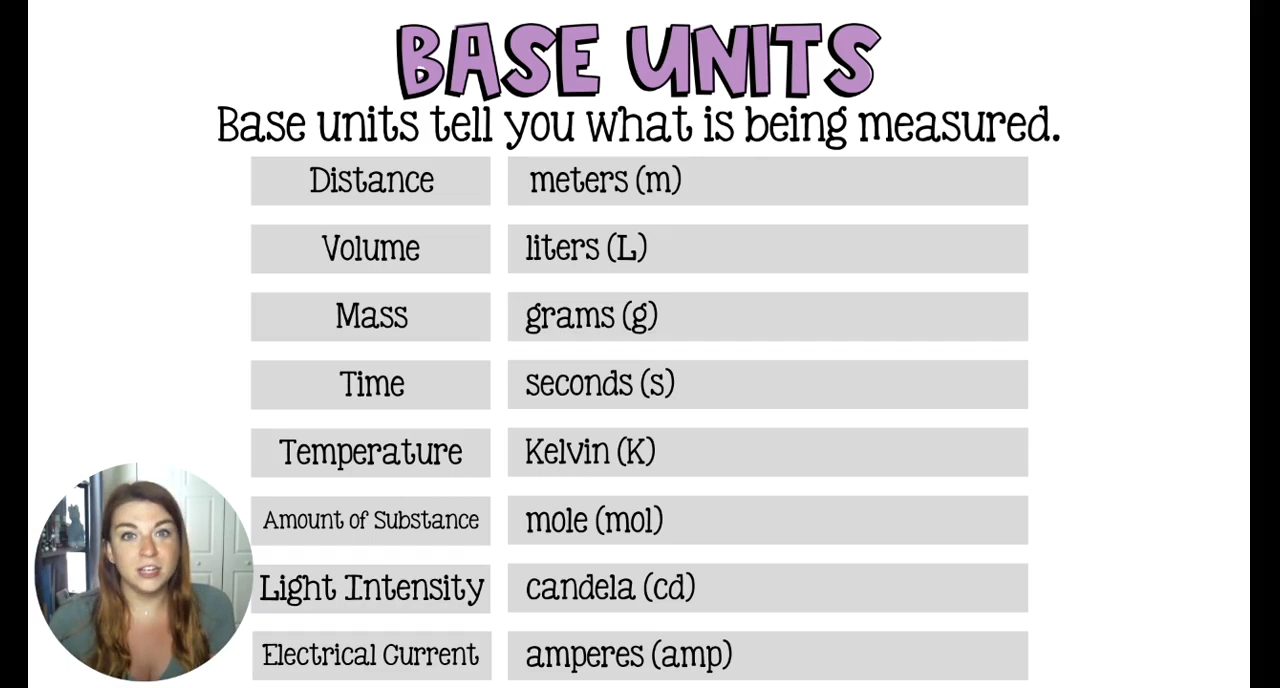 BASE UNITS
Base units tell you what is being measured.
Distance meters (m)
Volume liters (L)
Mass grams (g)
Time seconds (s)
Temperature Kelvin (K)
Amount of Substance mole (mol)
Light Intensity candela (cd)
Electrical Current amperes (amp)